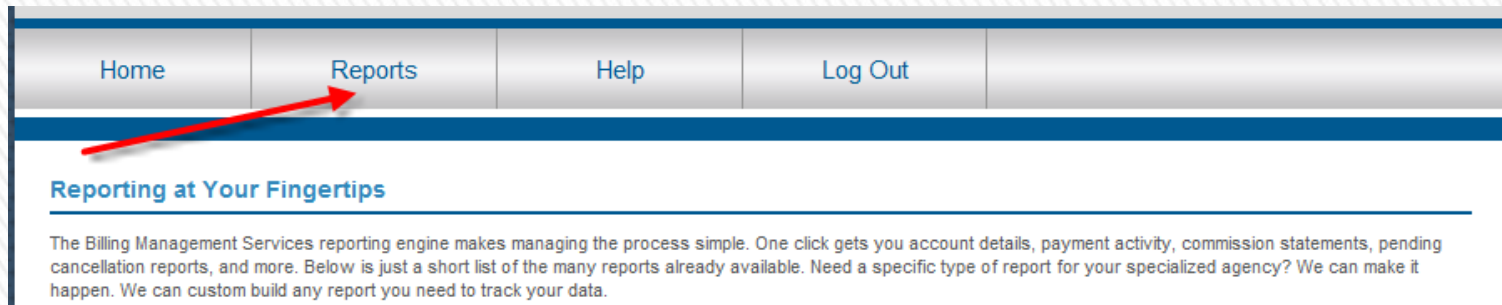 Home Reports Help Log Out
Reporting at Your Fingertips
The Billing Management Services reporting engine makes managing the process simple. One click gets you account details, payment activity, commission statements, pending
cancellation reports, and more. Below is just a short list of the many reports already available. Need a specific type of report for your specialized agency? We can make it
happen. We can custom build any report you need to track your data.